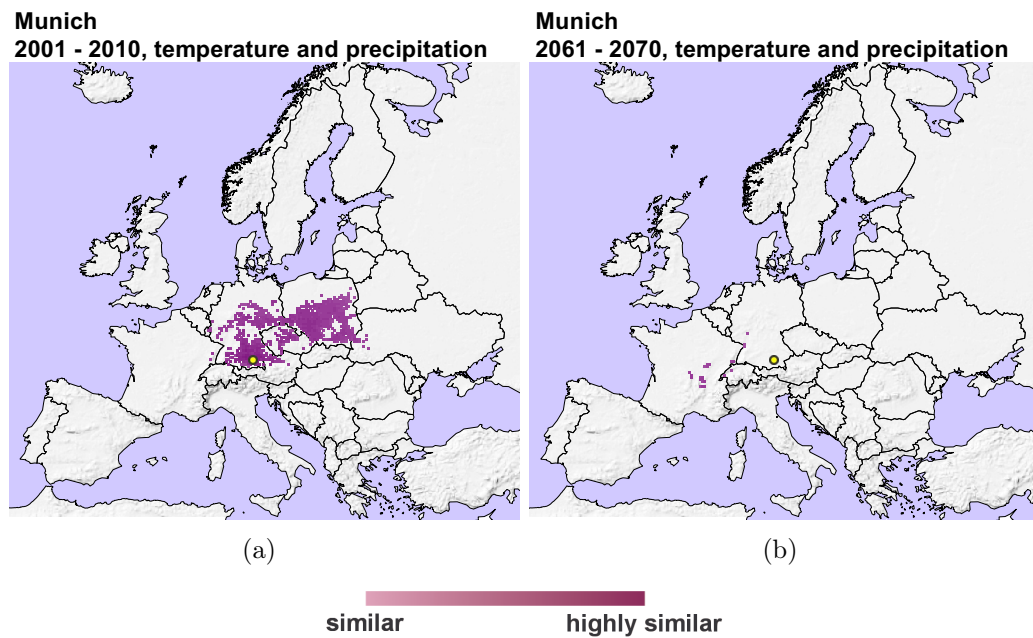 Munich
2001 - 2010, temperature and precipitation
Munich
2061 - 2070, temperature and precipitation
(a)
(b)
similar
highly similar